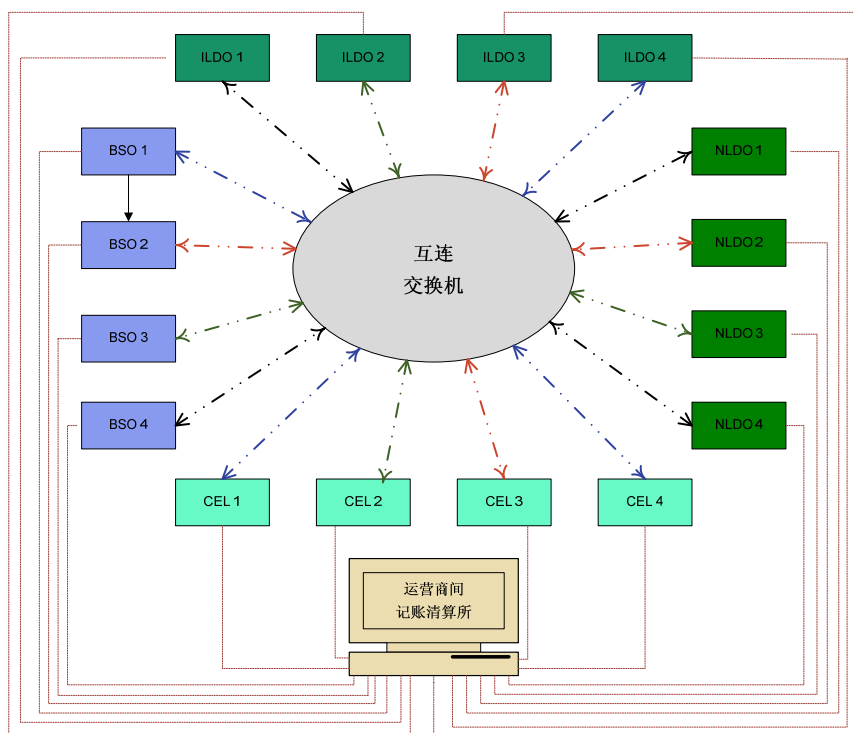 ILDO 1
ILDO 2
ILDO 3
ILDO 4
BSO 1
NLDO 1
BSO 2
NLDO 2
互连
交换机
BSO 3
NLDO 3
BSO 4
NLDO 4
CEL 1
CEL 2
CEL 3
CEL 4
运营商间
记账清算所